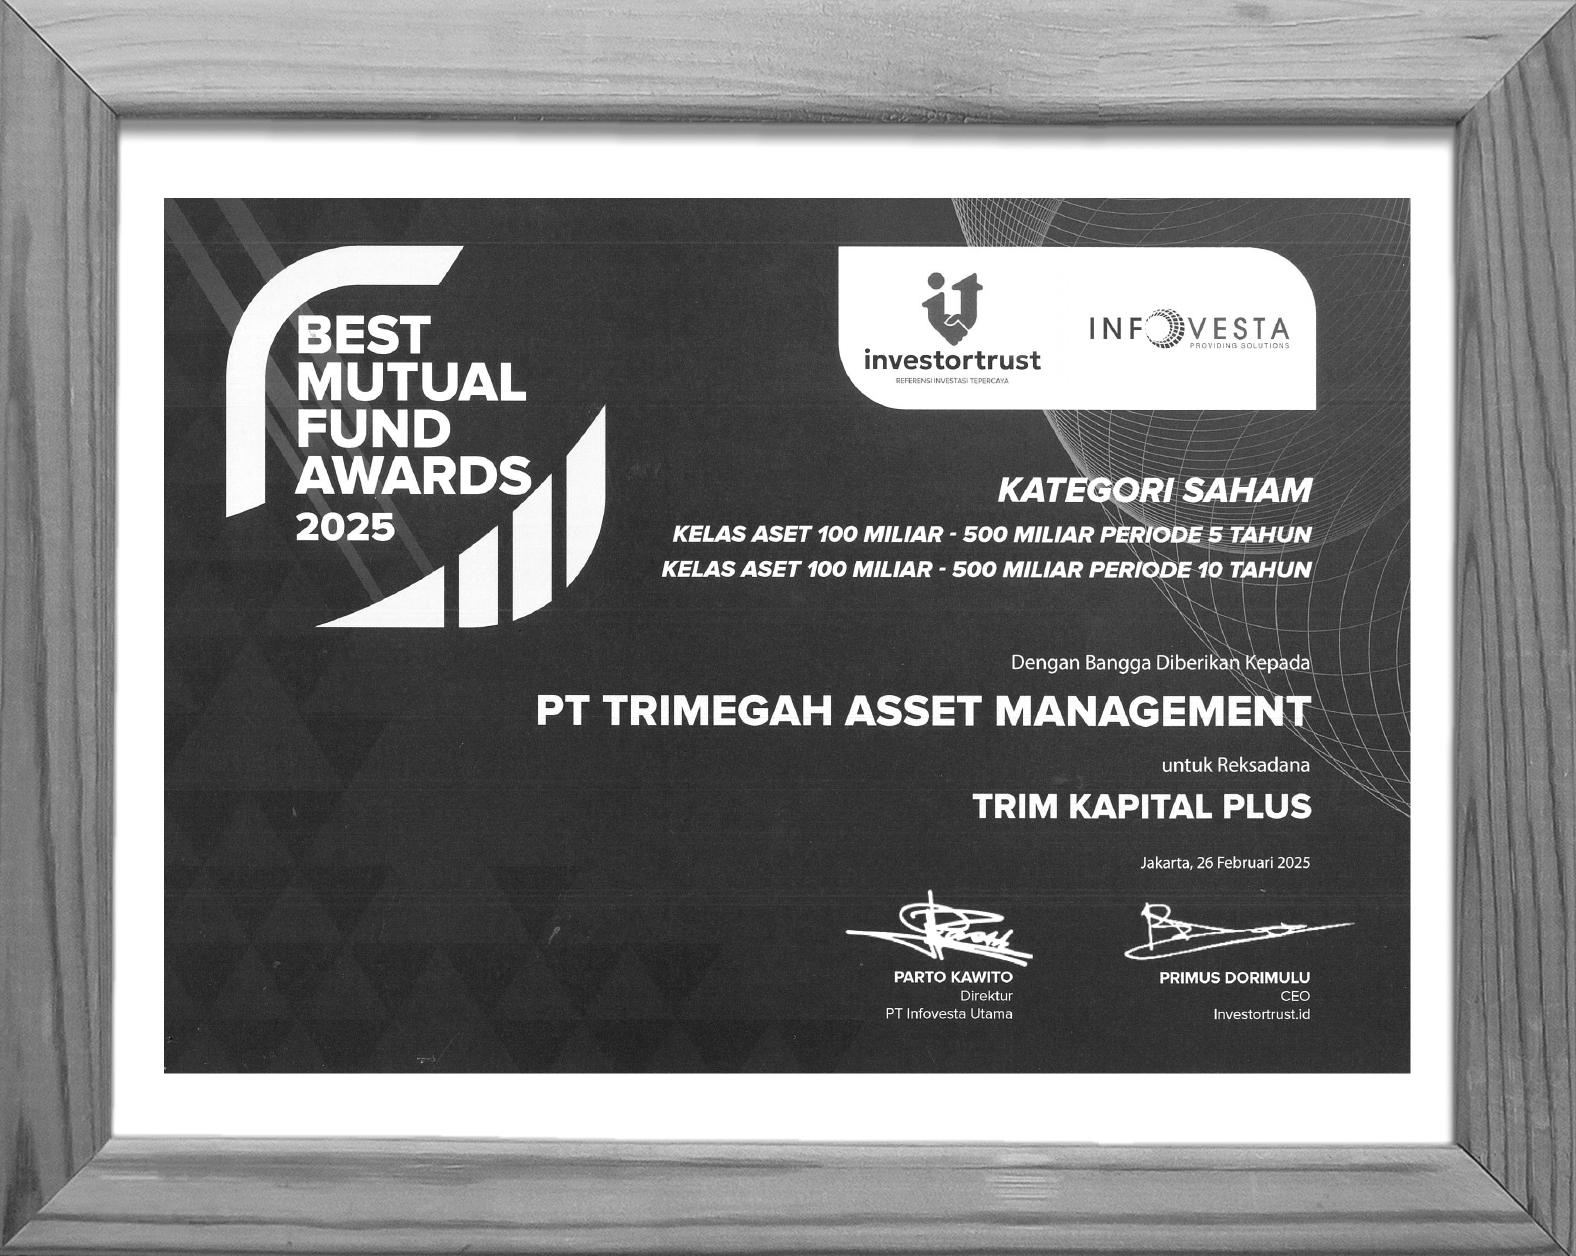 BEST
MUTUAL
FUND
AWARDS
2025
investortrust
REFERENSI INVESTASI TEPERCAYA
INFOVESTA
PROVIDING SOLUTIONS
KATEGORI SAHAM
KELAS ASET 100 MILIAR - 500 MILIAR PERIODE 5 TAHUN
KELAS ASET 100 MILIAR - 500 MILIAR PERIODE 10 TAHUN
Dengan Bangga Diberikan Kepada
PT TRIMEGAH ASSET MANAGEMENT
untuk Reksadana
TRIM KAPITAL PLUS
Jakarta, 26 Februari 2025
PARTO KAWITO
Direktur
PT Infovesta Utama
PRIMUS DORIMULU
CEO
Investortrust.id